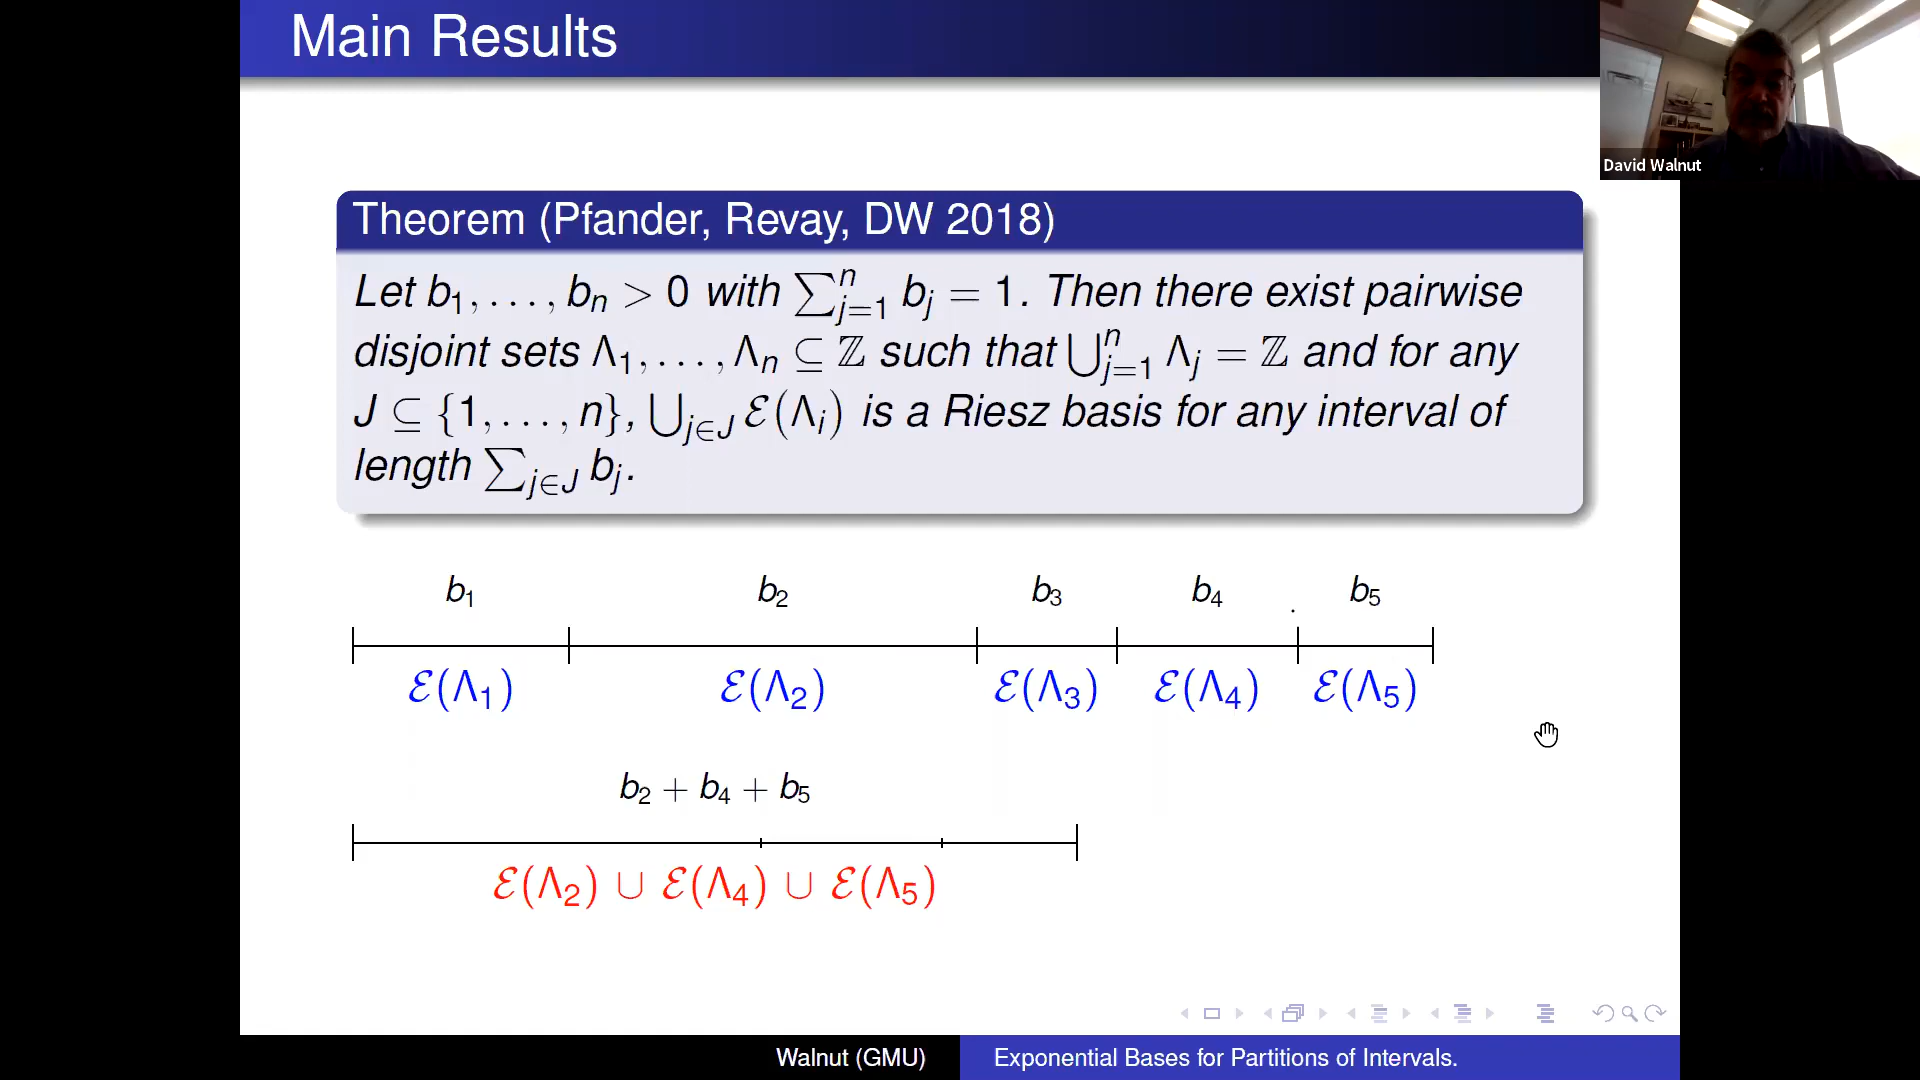 Main Results
David Walnut
Theorem (Pfander, Revay, DW 2018)
Let b₁, . . . , bₙ > 0 with ∑ⁿⱼ₌₁ bⱼ = 1. Then there exist pairwise
disjoint sets Λ₁, . . . , Λₙ ⊆ ℤ such that ⋃ⁿⱼ₌₁ Λⱼ = ℤ and for any
J ⊆ {1, . . . , n}, ⋃_{j∈J} ℰ(Λᵢ) is a Riesz basis for any interval of
length ∑_{j∈J} bⱼ.
b₁ b₂ b₃ b₄ b₅
ℰ(Λ₁) ℰ(Λ₂) ℰ(Λ₃) ℰ(Λ₄) ℰ(Λ₅)
b₂ + b₄ + b₅
ℰ(Λ₂) ∪ ℰ(Λ₄) ∪ ℰ(Λ₅)
Walnut (GMU) Exponential Bases for Partitions of Intervals.